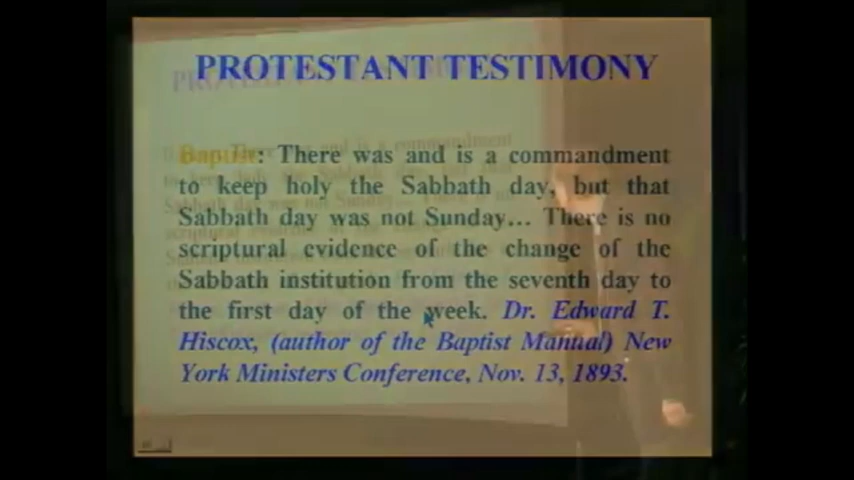 PROTESTANT TESTIMONY
Baptist: There was and is a commandment
to keep holy the Sabbath day, but that
Sabbath day was not Sunday... There is no
scriptural evidence of the change of the
Sabbath institution from the seventh day to
the first day of the week. Dr. Edward T.
Hiscox, (author of the Baptist Manual) New
York Ministers Conference, Nov. 13, 1893.